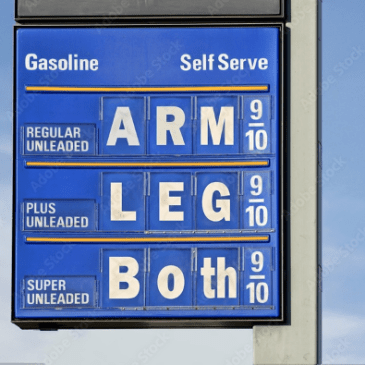 Gasoline Self Serve
ARM 9/10
REGULAR
UNLEADED
LEG 9/10
PLUS
UNLEADED
Both 9/10
SUPER
UNLEADED